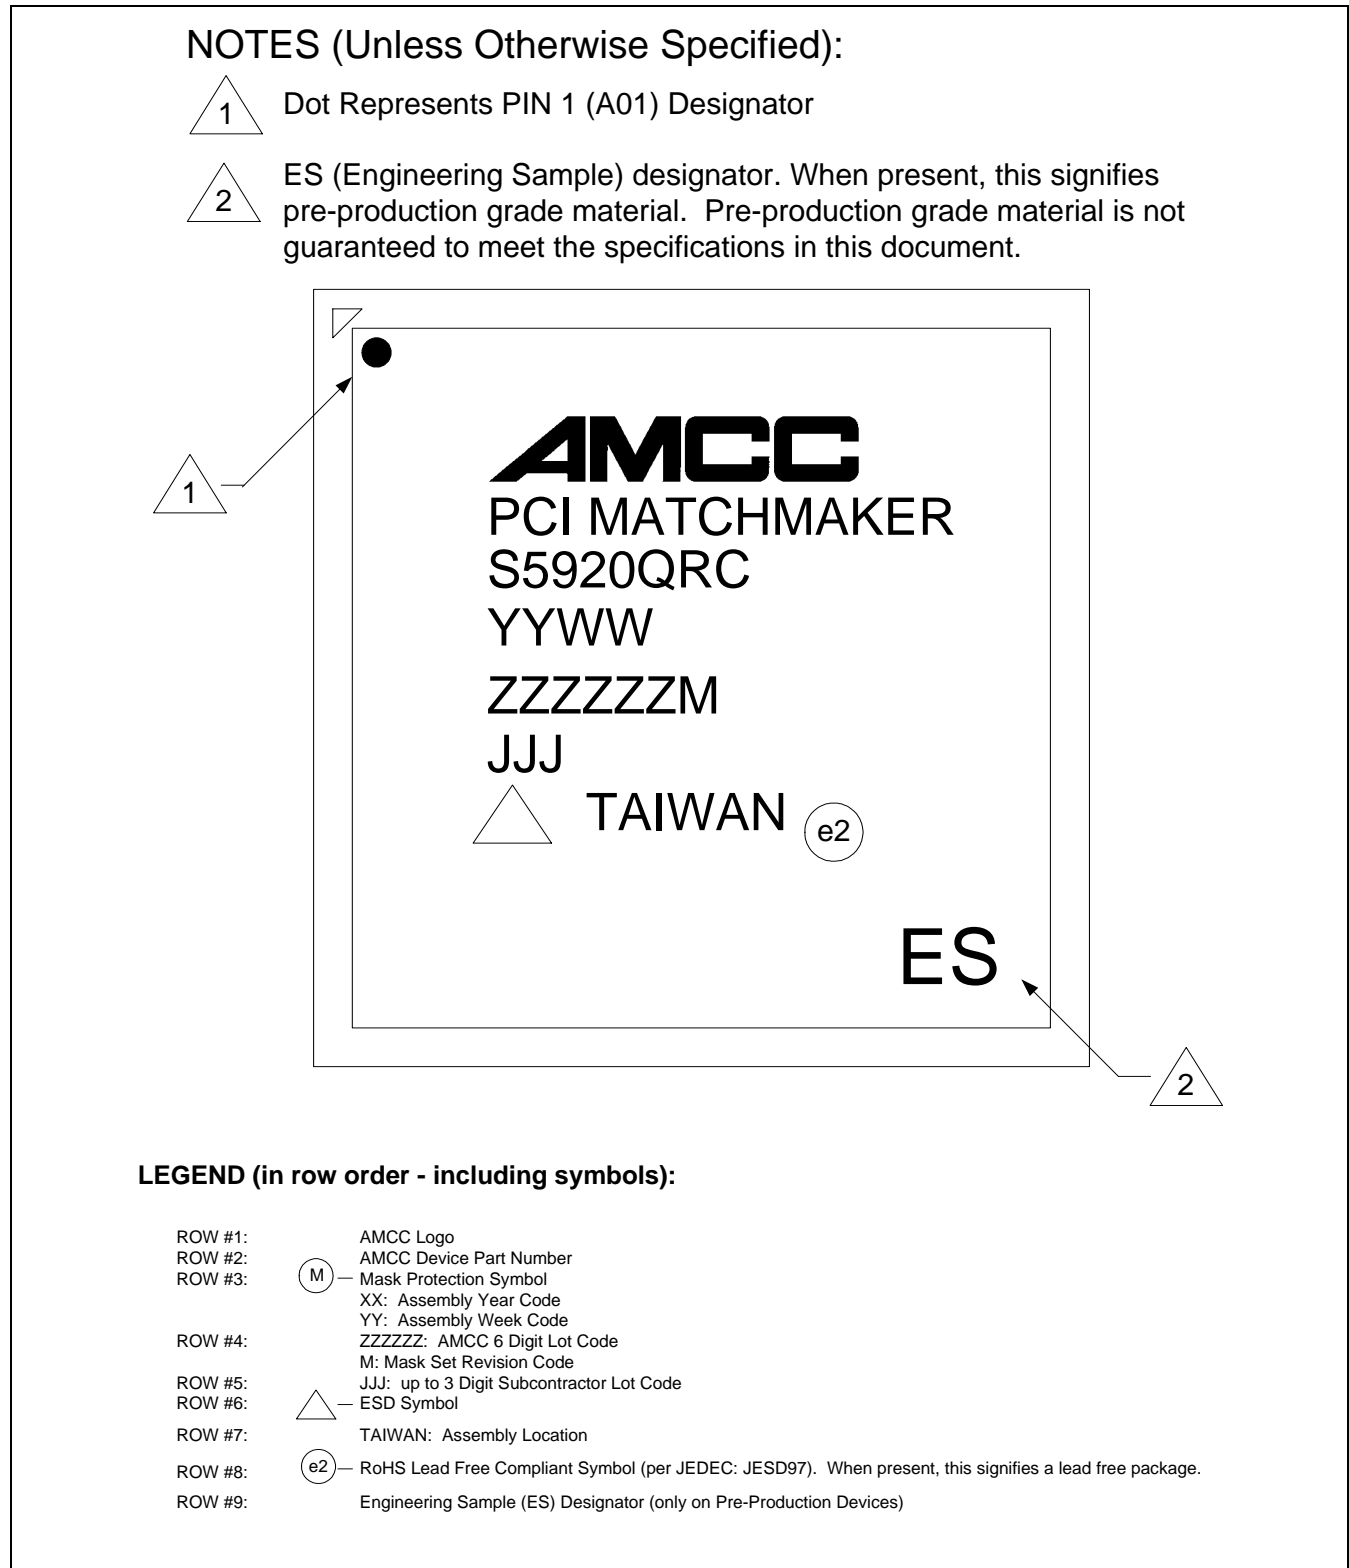 NOTES (Unless Otherwise Specified):
1 Dot Represents PIN 1 (A01) Designator
2 ES (Engineering Sample) designator. When present, this signifies
pre-production grade material. Pre-production grade material is not
guaranteed to meet the specifications in this document.
AMCC
PCI MATCHMAKER
1
S5920QRC
YYWW
ZZZZZZM
JJJ
TAIWAN e2
ES
2
LEGEND (in row order - including symbols):
ROW #1: AMCC Logo
ROW #2: AMCC Device Part Number
ROW #3: M Mask Protection Symbol
XX: Assembly Year Code
YY: Assembly Week Code
ROW #4: ZZZZZZ: AMCC 6 Digit Lot Code
M: Mask Set Revision Code
ROW #5: JJJ: up to 3 Digit Subcontractor Lot Code
ROW #6: ESD Symbol
ROW #7: TAIWAN: Assembly Location
ROW #8: e2 RoHS Lead Free Compliant Symbol (per JEDEC: JESD97). When present, this signifies a lead free package.
ROW #9: Engineering Sample (ES) Designator (only on Pre-Production Devices)